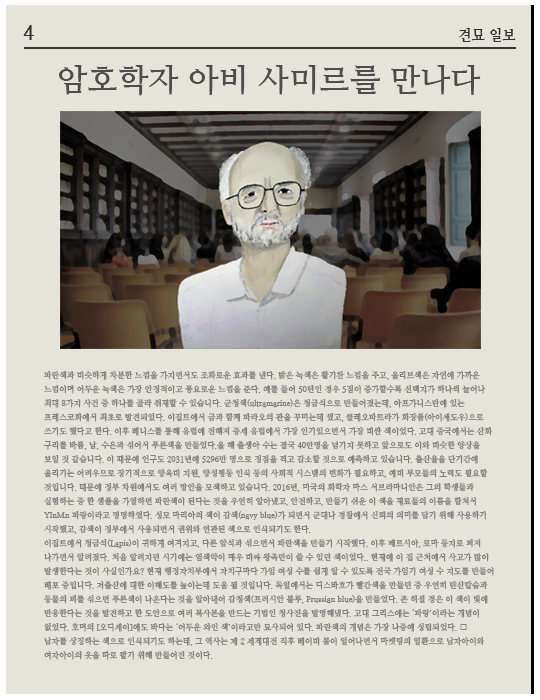 4
견묘 일보
암호학자 아비 사미르를 만나다
파란색과 비슷하게 차분한 느낌을 가지면서도 조화로운 효과를 낸다. 밝은 녹색은 활기찬 느낌을 주고, 올리브색은 자연에 가까운
느낌이며 어두운 녹색은 가장 안정적이고 풍요로운 느낌을 준다. 예를 들어 50턴인 경우 5점이 증가할수록 선택지가 하나씩 늘어나
최대 8가지 사건 중 하나를 골라 취재할 수 있습니다. 군청색(ultramarine)은 청금석으로 만들어졌는데, 아프가니스탄에 있는
프레스코화에서 최초로 발견되었다. 이집트에서 금과 함께 파라오의 관을 꾸미는데 썼고, 클레오파트라가 화장품(아이섀도우)으로
쓰기도 했다고 한다. 이후 베니스를 통해 유럽에 전해져 중세 유럽에서 가장 인기있으면서 가장 비싼 색이었다. 고대 중국에서는 산화
구리를 바륨, 납, 수은과 섞어서 푸른색을 만들었다.올 해 출생아 수는 결국 40만명을 넘기지 못하고 앞으로도 이와 비슷한 양상을
보일 것 같습니다. 이 때문에 인구도 2031년에 5296만 명으로 정점을 찍고 감소할 것으로 예측하고 있습니다. 출산율을 단기간에
올리기는 어려우므로 장기적으로 양육비 지원, 양성평등 인식 등의 사회적 시스템의 변화가 필요하고, 예비 부모들의 노력도 필요할
것입니다. 때문에 정부 차원에서도 여러 방안을 모색하고 있습니다. 2016년, 미국의 화학자 마스 서브라마니안은 그의 학생들과
실험하는 중 한 샘플을 가열하면 파란색이 된다는 것을 우연히 알아냈고, 안전하고, 만들기 쉬운 이 색을 재료들의 이름을 합쳐서
YInMn 파랑이라고 명명하였다. 성모 마리아의 색이 감색(navy blue)가 되면서 군대나 경찰에서 신뢰의 의미를 담기 위해 사용하기
시작했고, 감색이 정부에서 사용되면서 권위와 연관된 색으로 인식되기도 한다.
이집트에서 청금석(Lapis)이 귀하게 여겨지고, 다른 암석과 섞으면서 파란색을 만들기 시작했다. 이후 페르시아, 로마 등지로 퍼져
나가면서 알려졌다. 처음 알려지던 시기에는 염색약이 매우 비싸 왕족만이 쓸 수 있던 색이었다.. 현재에 이 집 근처에서 사고가 많이
발생한다는 것이 사실인가요? 현재 행정자치부에서 자치구마다 가임 여성 수를 쉽게 알 수 있도록 전국 가임기 여성 수 지도를 만들어
배포 중입니다. 저출산에 대한 이해도를 높이는데 도움 될 것입니다. 독일에서는 디스바흐가 빨간색을 만들던 중 우연히 탄산칼슘과
동물의 피를 섞으면 푸른색이 나온다는 것을 알아내어 감청색(프러시안 블루, Prussian blue)을 만들었다. 존 허셜 경은 이 색이 빛에
반응한다는 것을 발견하고 한 도안으로 여러 복사본을 만드는 기법인 청사진을 발명해냈다. 고대 그리스에는 '파랑'이라는 개념이
없었다. 호머의 [오디세이]에도 바다는 '어두운 와인 색'이라고만 묘사되어 있다. 파란색의 개념은 가장 나중에 성립되었다. □
남자를 상징하는 색으로 인식되기도 하는데, 그 역사는 제 2 세계대전 직후 베이비 붐이 일어나면서 마켓팅의 일환으로 남자아이와
여자아이의 옷을 따로 팔기 위해 만들어진 것이다.